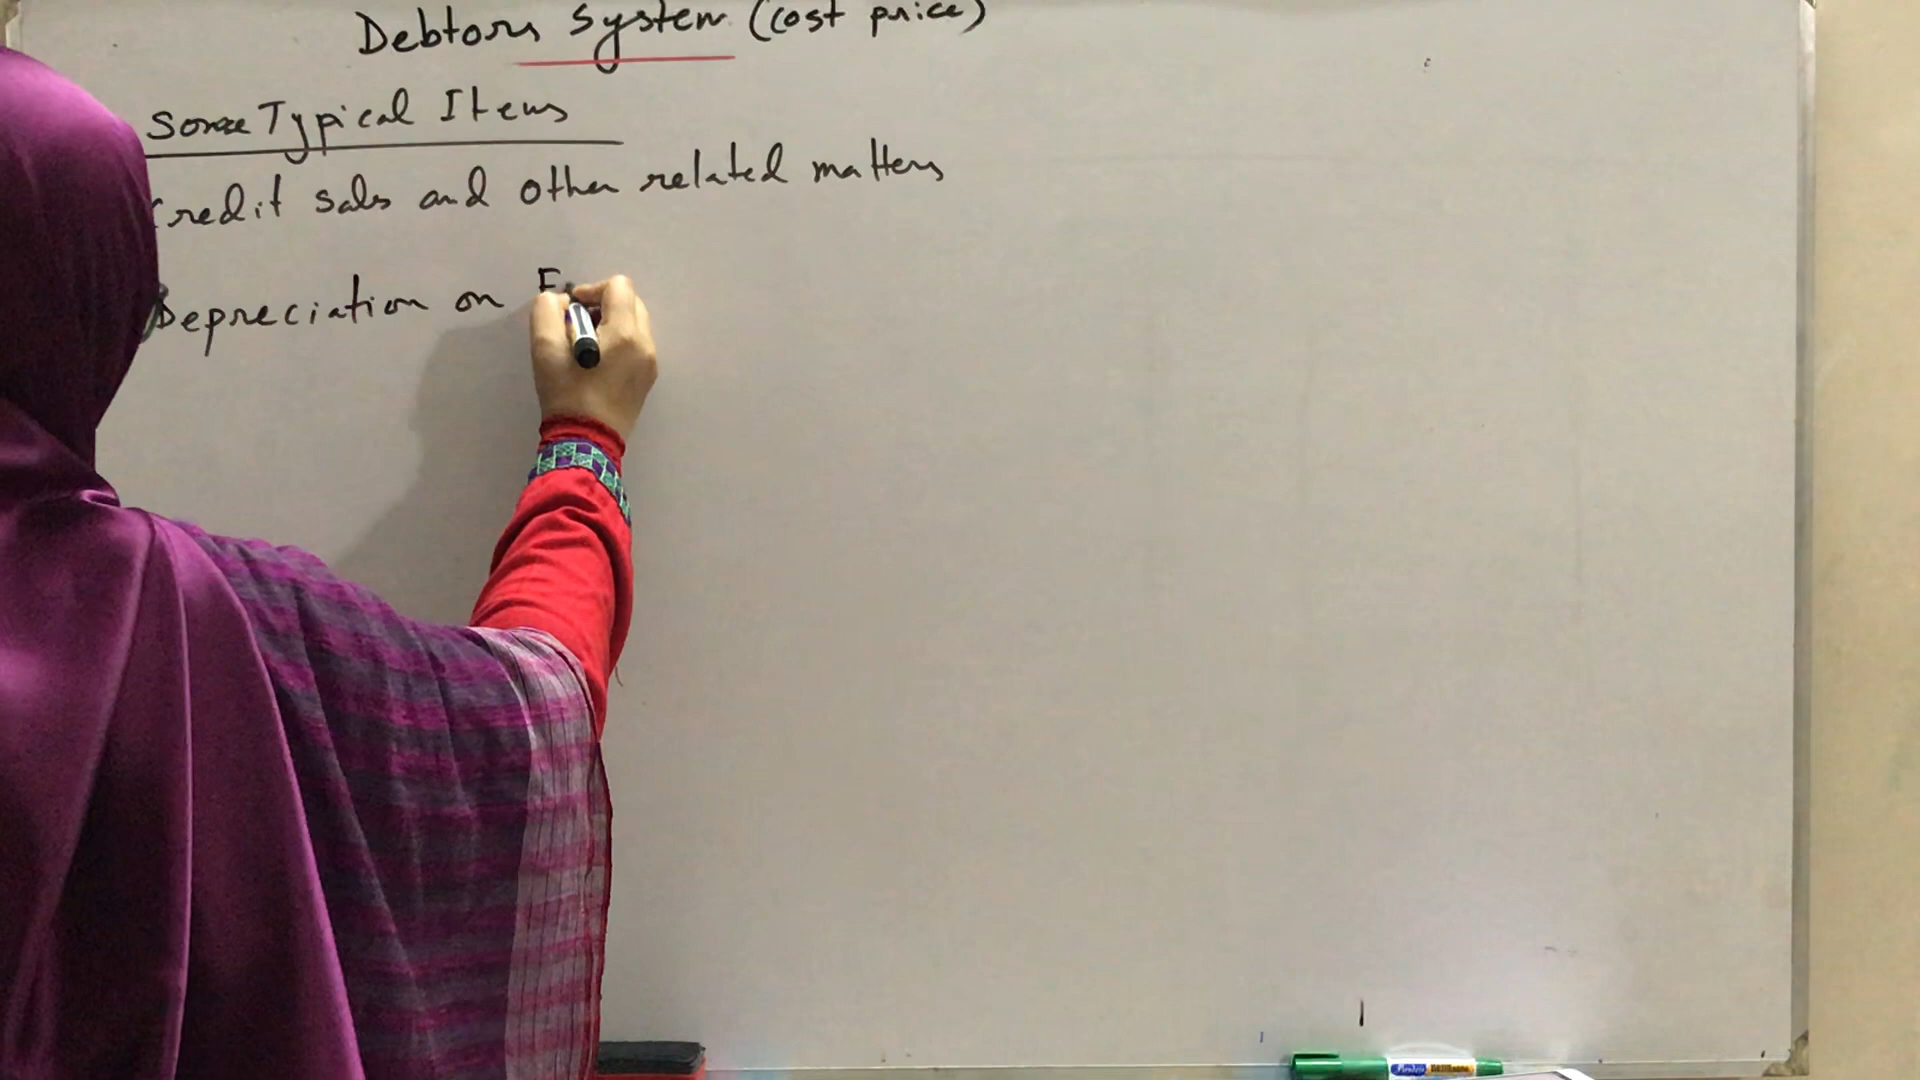 Debtors System (cost price)
Some Typical Items
Credit sales and other related matters
Depreciation on